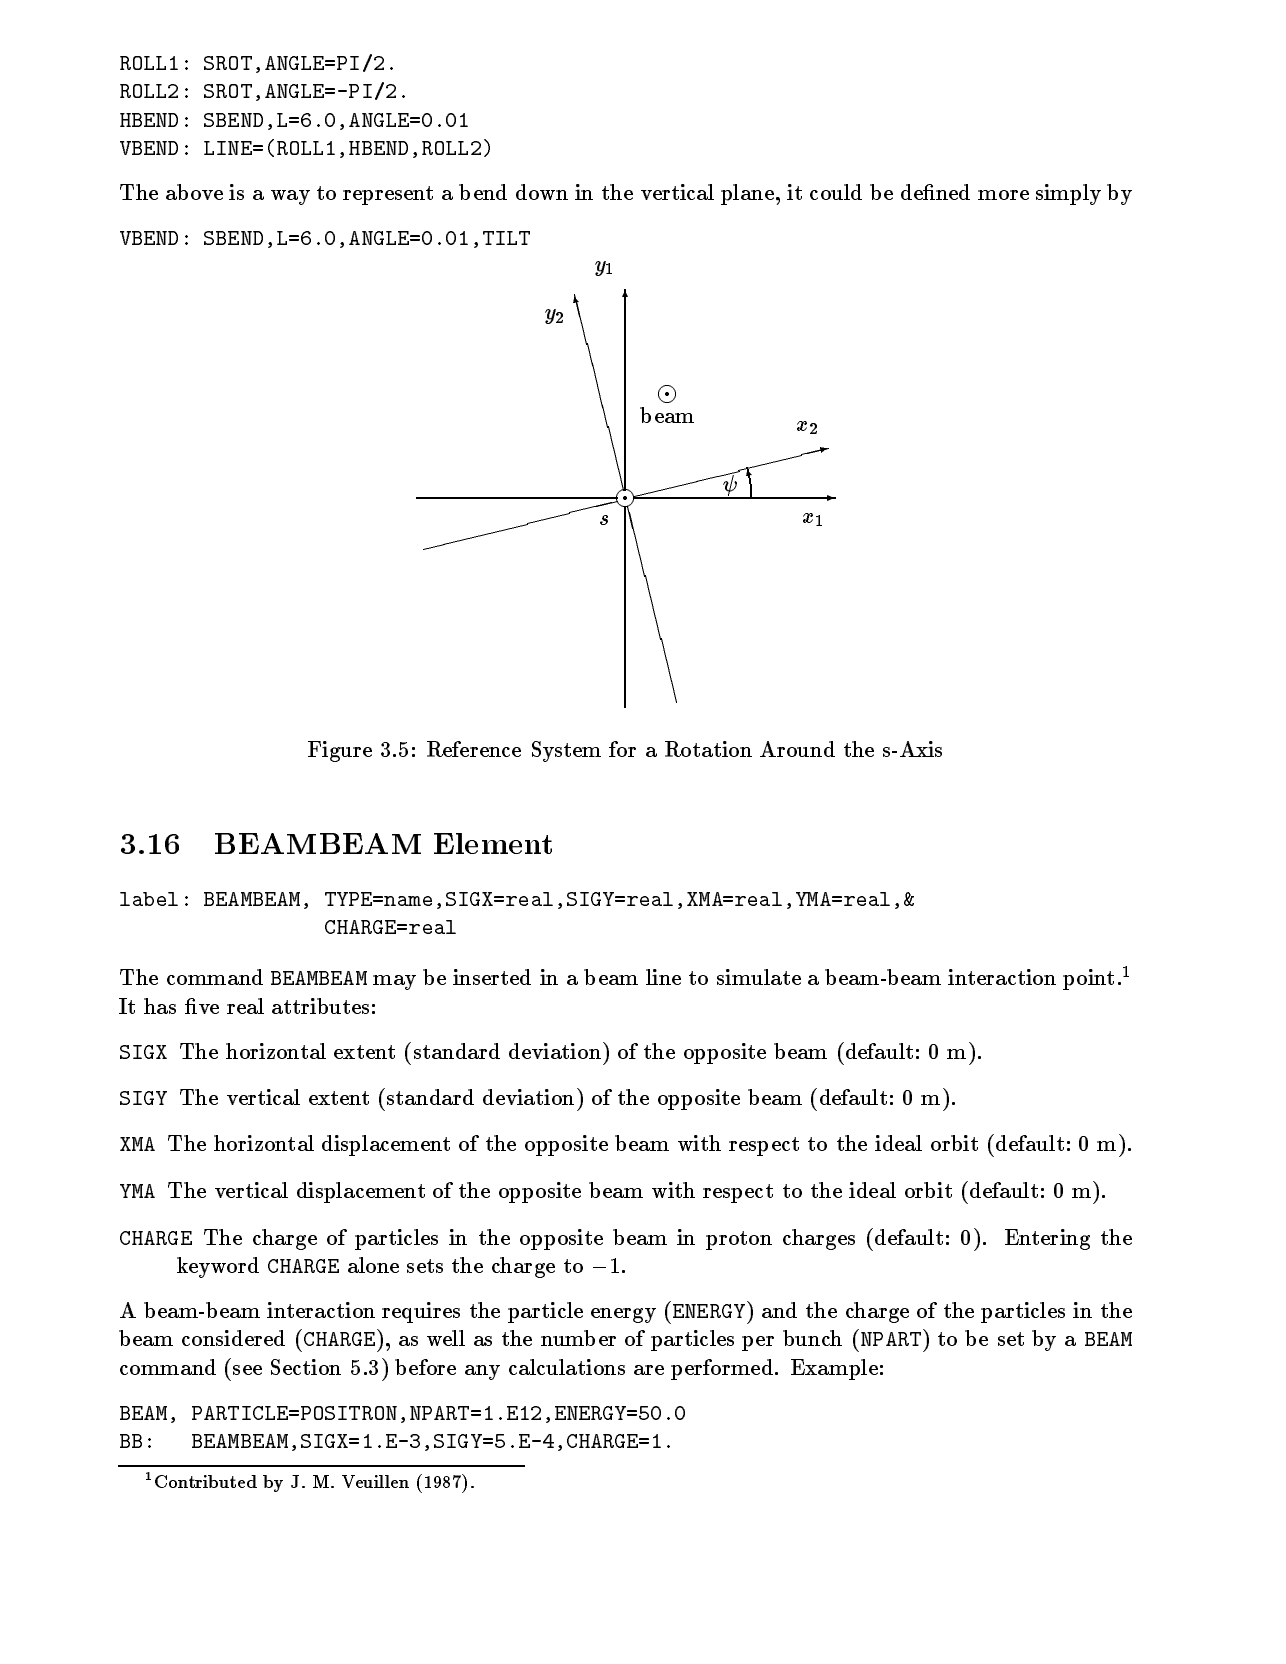 ROLL1: SROT,ANGLE=PI/2.
ROLL2: SROT,ANGLE=-PI/2.
HBEND: SBEND,L=6.0,ANGLE=0.01
VBEND: LINE=(ROLL1,HBEND,ROLL2)
The above is a way to represent a bend down in the vertical plane, it could be defined more simply by
VBEND: SBEND,L=6.0,ANGLE=0.01,TILT
y₁
y₂
beam
x₂
ψ
s
x₁
Figure 3.5: Reference System for a Rotation Around the s-Axis
3.16 BEAMBEAM Element
label: BEAMBEAM, TYPE=name,SIGX=real,SIGY=real,XMA=real,YMA=real,&
CHARGE=real
The command BEAMBEAM may be inserted in a beam line to simulate a beam-beam interaction point.¹
It has five real attributes:
SIGX The horizontal extent (standard deviation) of the opposite beam (default: 0 m).
SIGY The vertical extent (standard deviation) of the opposite beam (default: 0 m).
XMA The horizontal displacement of the opposite beam with respect to the ideal orbit (default: 0 m).
YMA The vertical displacement of the opposite beam with respect to the ideal orbit (default: 0 m).
CHARGE The charge of particles in the opposite beam in proton charges (default: 0). Entering the
keyword CHARGE alone sets the charge to −1.
A beam-beam interaction requires the particle energy (ENERGY) and the charge of the particles in the
beam considered (CHARGE), as well as the number of particles per bunch (NPART) to be set by a BEAM
command (see Section 5.3) before any calculations are performed. Example:
BEAM, PARTICLE=POSITRON,NPART=1.E12,ENERGY=50.0
BB: BEAMBEAM,SIGX=1.E-3,SIGY=5.E-4,CHARGE=1.
¹Contributed by J. M. Veuillen (1987).